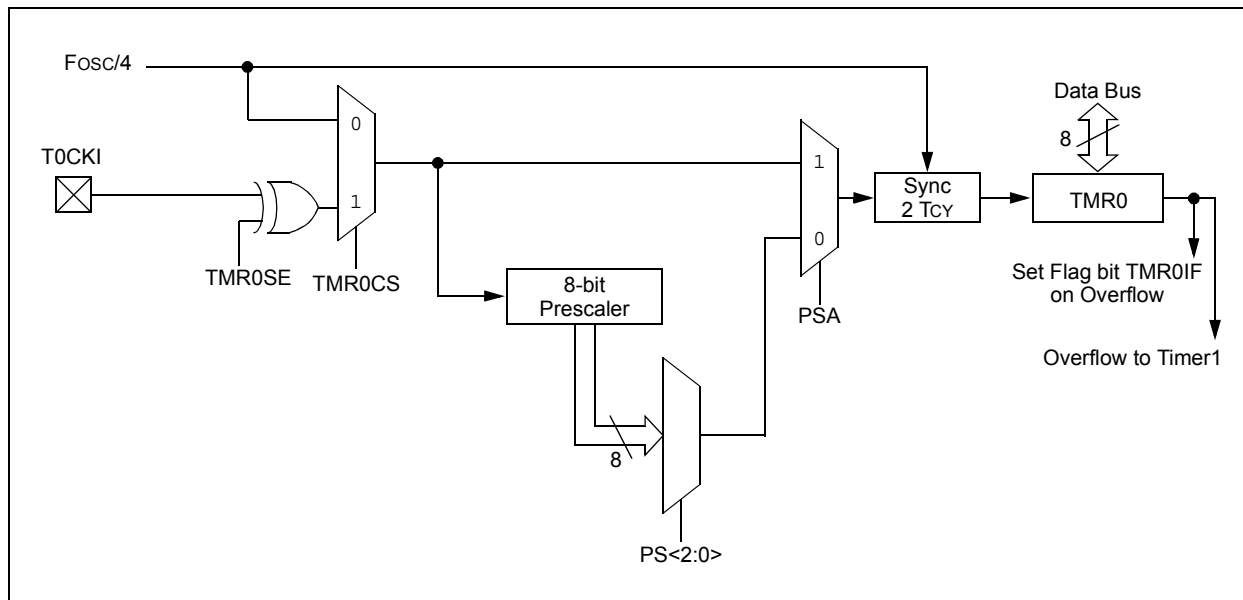 FOSC/4
Data Bus
8
T0CKI
0
1
1
0
Sync
2 TCY
TMR0
TMR0SE
TMR0CS
8-bit
Prescaler
PSA
Set Flag bit TMR0IF
on Overflow
Overflow to Timer1
8
PS<2:0>